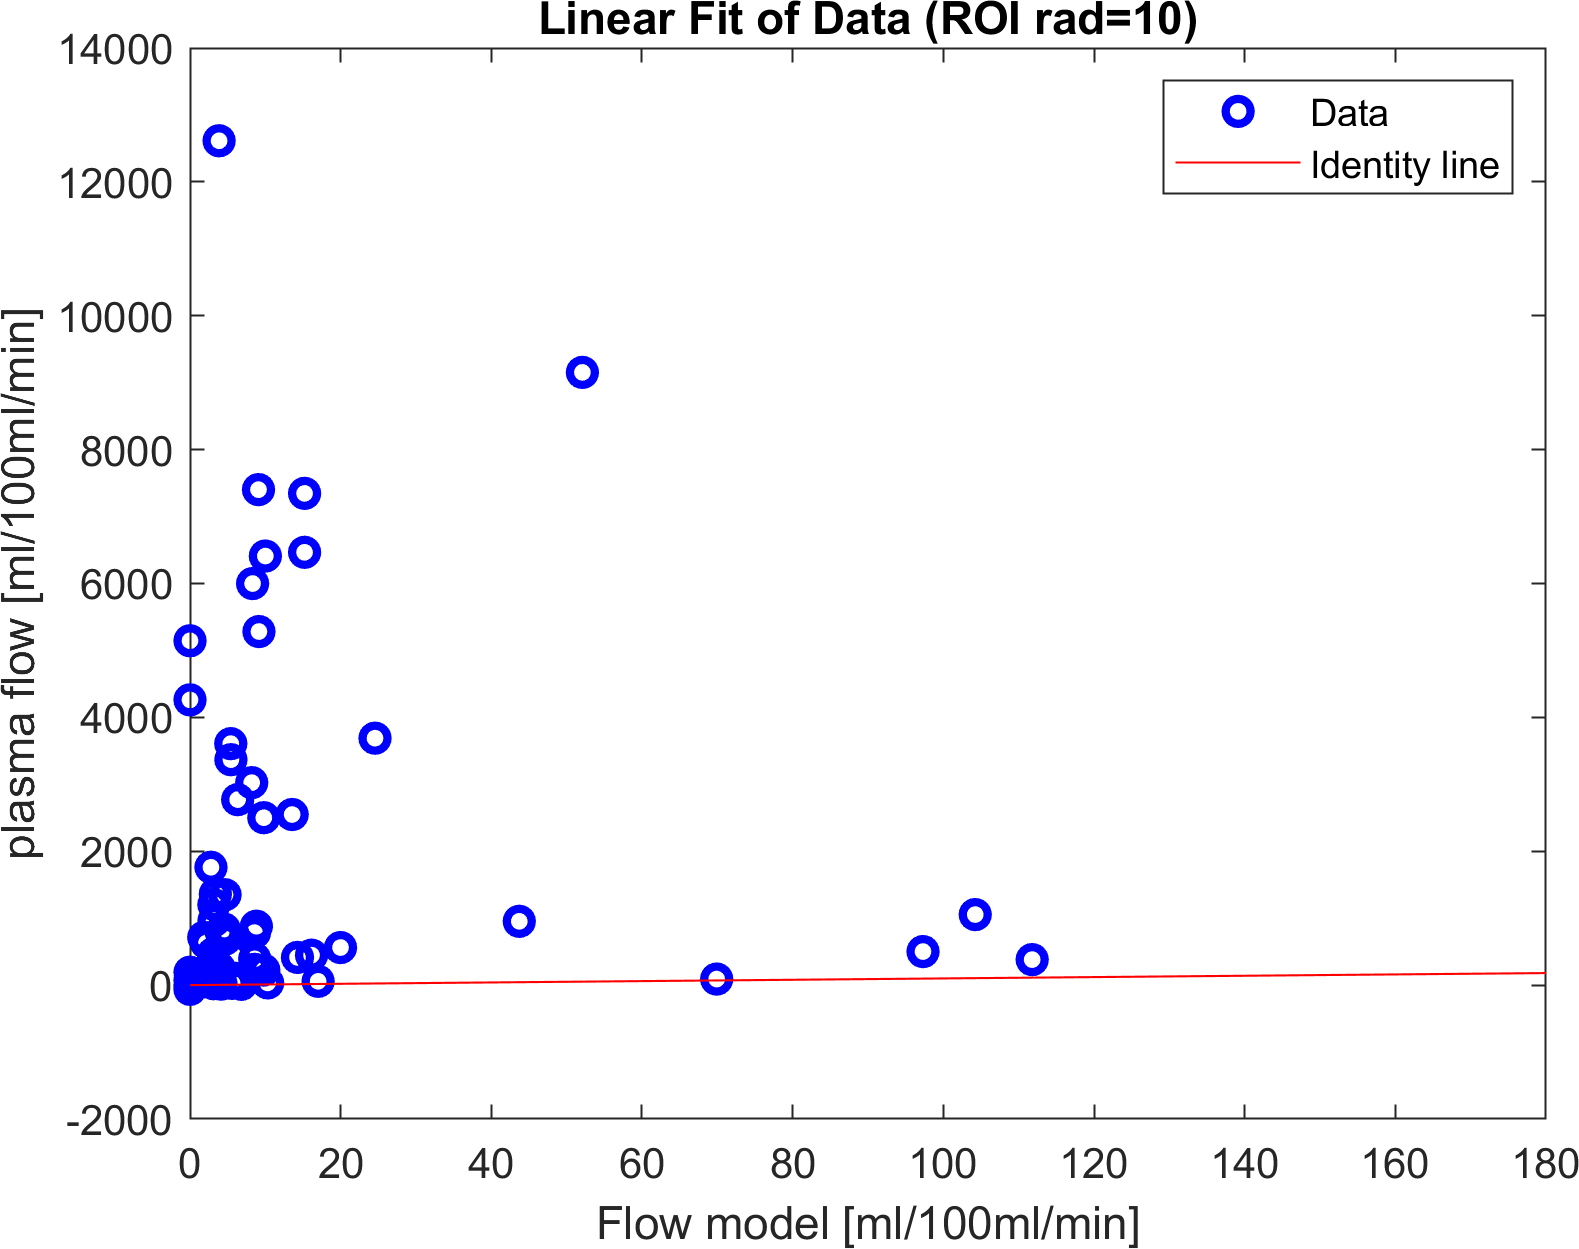 Linear Fit of Data (ROI rad=10)
14000
12000
10000
8000
6000
4000
2000
0
-2000
plasma flow [ml/100ml/min]
Data
Identity line
0 20 40 60 80 100 120 140 160 180
Flow model [ml/100ml/min]